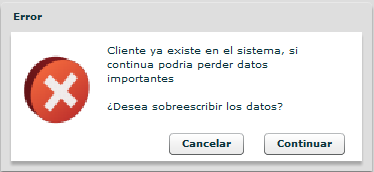 Error
Cliente ya existe en el sistema, si
continua podria perder datos
importantes
¿Desea sobreescribir los datos?
Cancelar
Continuar